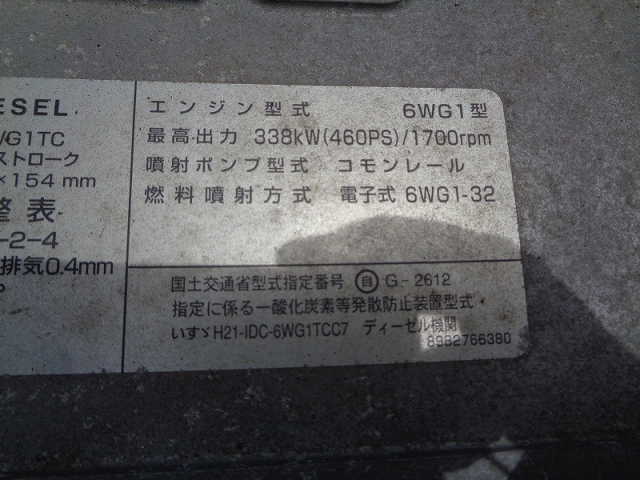 ESEL
G1TC
ストローク
×154 mm
整表
-2-4
排気0.4mm
エンジン型式 6WG1型
最高出力 338kW(460PS)/1700rpm
噴射ポンプ型式 コモンレール
燃料噴射方式 電子式 6WG1-32
国土交通省型式指定番号 自 G-2612
指定に係る一酸化炭素等発散防止装置型式
いすゞH21-IDC-6WG1TCC7 ディーゼル機関
8982766380